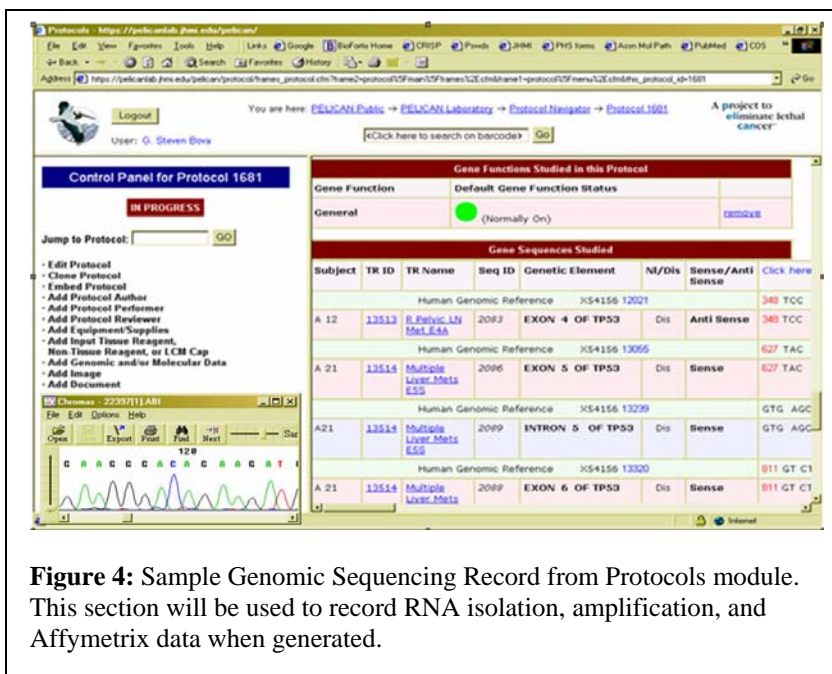 Protocols - https://pelicanlab.jhmi.edu/pelican/
File Edit View Favorites Tools Help Links Google BioForts Home CRISP Powds JHMI PHS forms Assn Mol Path PubMed COS
Back Search Favorites History
Address https://pelicanlab.jhmi.edu/pelican/protocol/frames_protocol.cfm?frame2=protocol%5Fmain%5Fframes%2Ecfm&frame1=protocol%5Fmenu%2Ecfm&this_protocol_id=1681 Go
Logout
User: G. Steven Bova
You are here: PELICAN Public → PELICAN Laboratory → Protocol Navigator → Protocol 1681
<Click here to search on barcode> Go
A project to
eliminate lethal
cancer
Control Panel for Protocol 1681
IN PROGRESS
Jump to Protocol: GO
- Edit Protocol
- Clone Protocol
- Embed Protocol
- Add Protocol Author
- Add Protocol Performer
- Add Protocol Reviewer
- Add Equipment/Supplies
- Add Input Tissue Reagent,
Non-Tissue Reagent, or LCM Cap
- Add Genomic and/or Molecular Data
- Add Image
- Add Document
Chromas - 22397[1].ABI
File Edit Options Help
Open Export Print Find Next
120
G A A G G G A C A G A A G A T
Gene Functions Studied in this Protocol
Gene Function Default Gene Function Status
General (Normally On) remove
Gene Sequences Studied
Subject TR ID TR Name Seq ID Genetic Element Nl/Dis Sense/Anti Sense Click here
Human Genomic Reference X54156 12021 348 TCC
A 12 13513 R Pelvic LN Met E4A 2083 EXON 4 OF TP53 Dis Anti Sense 348 TCC
Human Genomic Reference X54156 13055 627 TAC
A 21 13514 Multiple Liver Mets ESS 2086 EXON 5 OF TP53 Dis Sense 627 TAC
Human Genomic Reference X54156 13239 GTG AGC
A21 13514 Multiple Liver Mets ESS 2089 INTRON 5 OF TP53 Dis Sense GTG AGC
Human Genomic Reference X54156 13320 811 GT CT
A 21 13514 Multiple Liver Mets 2088 EXON 6 OF TP53 Dis Sense 811 GT CT
Internet
Figure 4: Sample Genomic Sequencing Record from Protocols module.
This section will be used to record RNA isolation, amplification, and
Affymetrix data when generated.